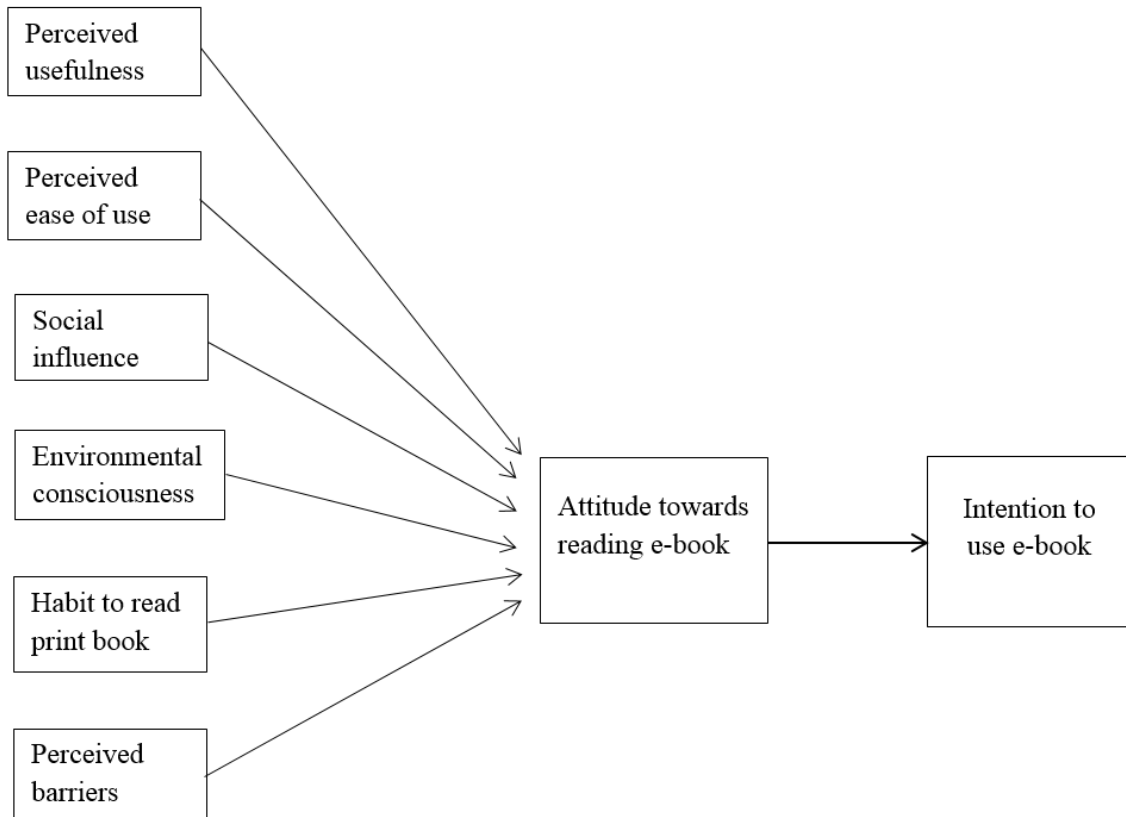 Perceived
usefulness
Perceived
ease of use
Social
influence
Environmental
consciousness
Habit to read
print book
Perceived
barriers
Attitude towards
reading e-book
Intention to
use e-book